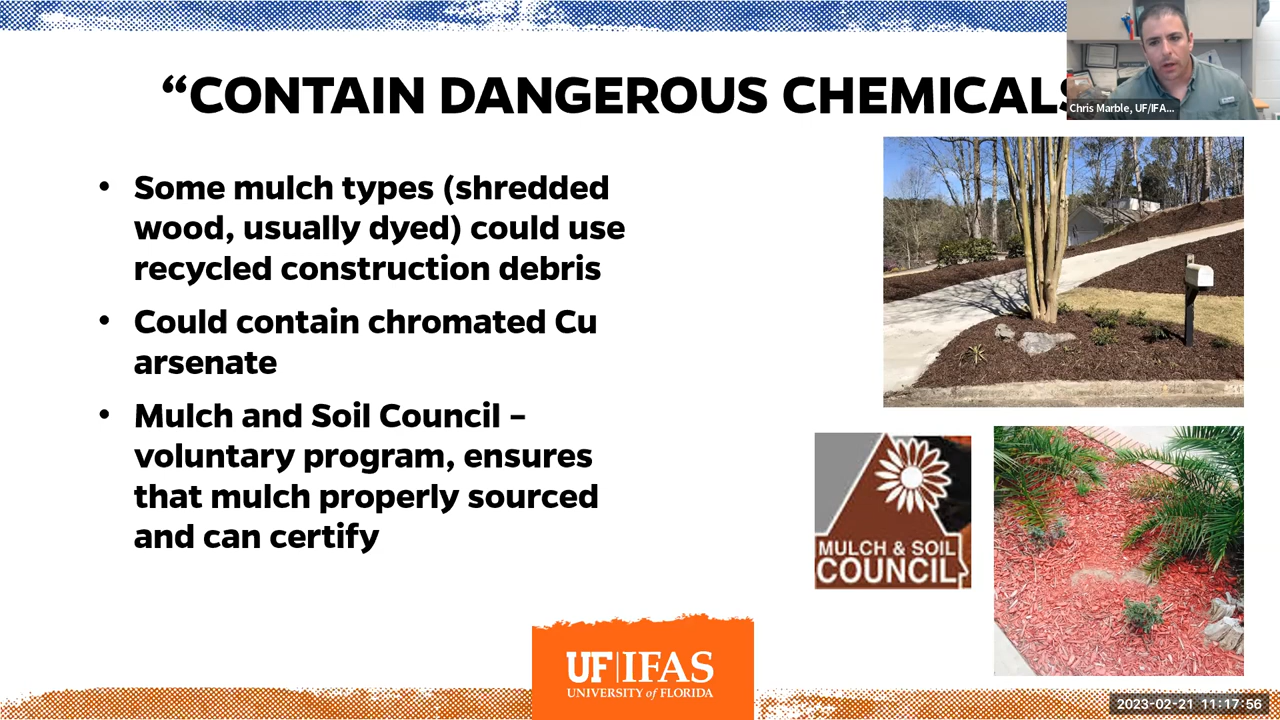 “CONTAIN DANGEROUS CHEMICALS
Chris Marble, UF/IFA...
• Some mulch types (shredded
wood, usually dyed) could use
recycled construction debris
• Could contain chromated Cu
arsenate
• Mulch and Soil Council –
voluntary program, ensures
that mulch properly sourced
and can certify
MULCH & SOIL
COUNCIL
UF|IFAS
UNIVERSITY of FLORIDA
2023-02-21 11:17:56